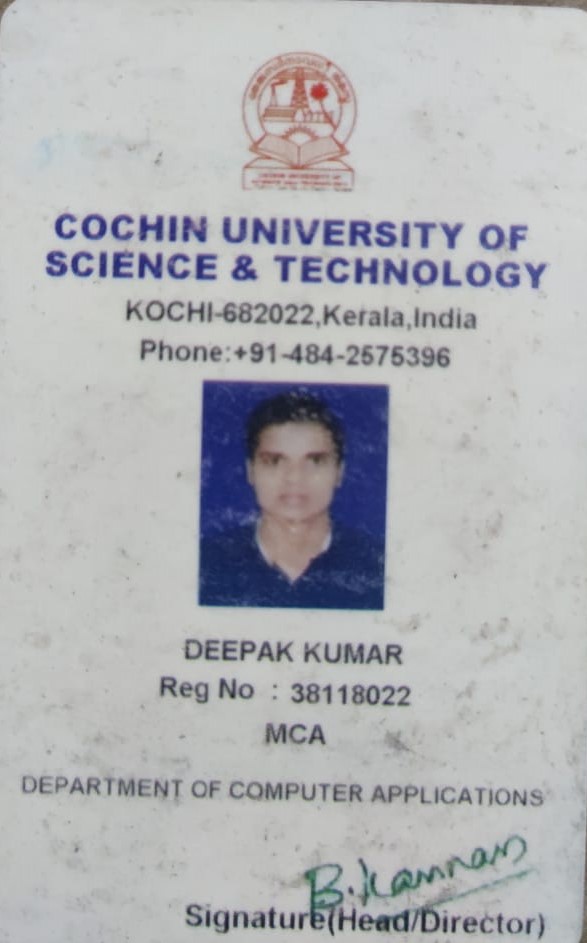 COCHIN UNIVERSITY OF
SCIENCE & TECHNOLOGY
KOCHI-682022,Kerala,India
Phone:+91-484-2575396
DEEPAK KUMAR
Reg No : 38118022
MCA
DEPARTMENT OF COMPUTER APPLICATIONS
B. Kannan
Signature(Head/Director)